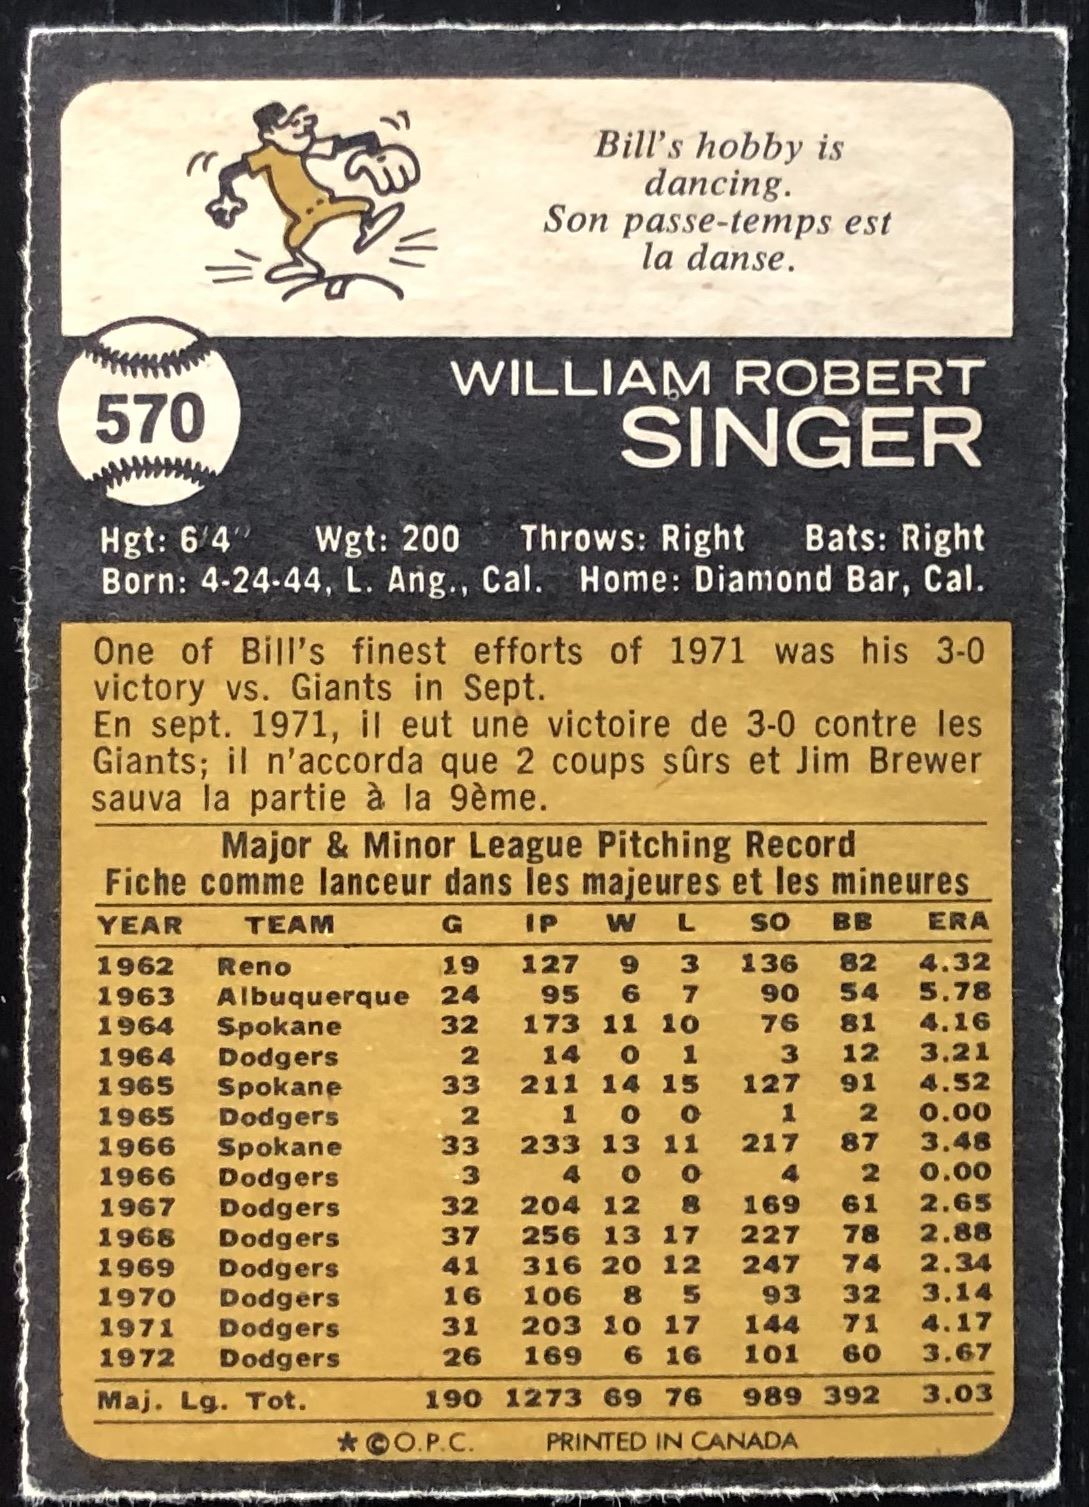 Bill's hobby is
dancing.
Son passe-temps est
la danse.
570
WILLIAM ROBERT
SINGER
Hgt: 6'4" Wgt: 200 Throws: Right Bats: Right
Born: 4-24-44, L. Ang., Cal. Home: Diamond Bar, Cal.
One of Bill's finest efforts of 1971 was his 3-0
victory vs. Giants in Sept.
En sept. 1971, il eut une victoire de 3-0 contre les
Giants; il n'accorda que 2 coups sûrs et Jim Brewer
sauva la partie à la 9ème.
Major & Minor League Pitching Record
Fiche comme lanceur dans les majeures et les mineures
YEAR TEAM G IP W L SO BB ERA
1962 Reno 19 127 9 3 136 82 4.32
1963 Albuquerque 24 95 6 7 90 54 5.78
1964 Spokane 32 173 11 10 76 81 4.16
1964 Dodgers 2 14 0 1 3 12 3.21
1965 Spokane 33 211 14 15 127 91 4.52
1965 Dodgers 2 1 0 0 1 2 0.00
1966 Spokane 33 233 13 11 217 87 3.48
1966 Dodgers 3 4 0 0 4 2 0.00
1967 Dodgers 32 204 12 8 169 61 2.65
1968 Dodgers 37 256 13 17 227 78 2.88
1969 Dodgers 41 316 20 12 247 74 2.34
1970 Dodgers 16 106 8 5 93 32 3.14
1971 Dodgers 31 203 10 17 144 71 4.17
1972 Dodgers 26 169 6 16 101 60 3.67
Maj. Lg. Tot. 190 1273 69 76 989 392 3.03
★ © O.P.C. PRINTED IN CANADA